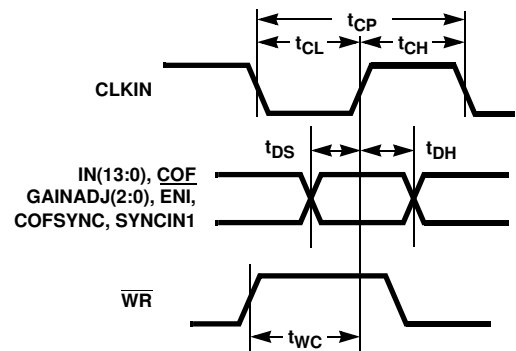 tCP
tCL
tCH
CLKIN
tDS
tDH
IN(13:0), COF
GAINADJ(2:0), ENI,
COFSYNC, SYNCIN1
WR
tWC